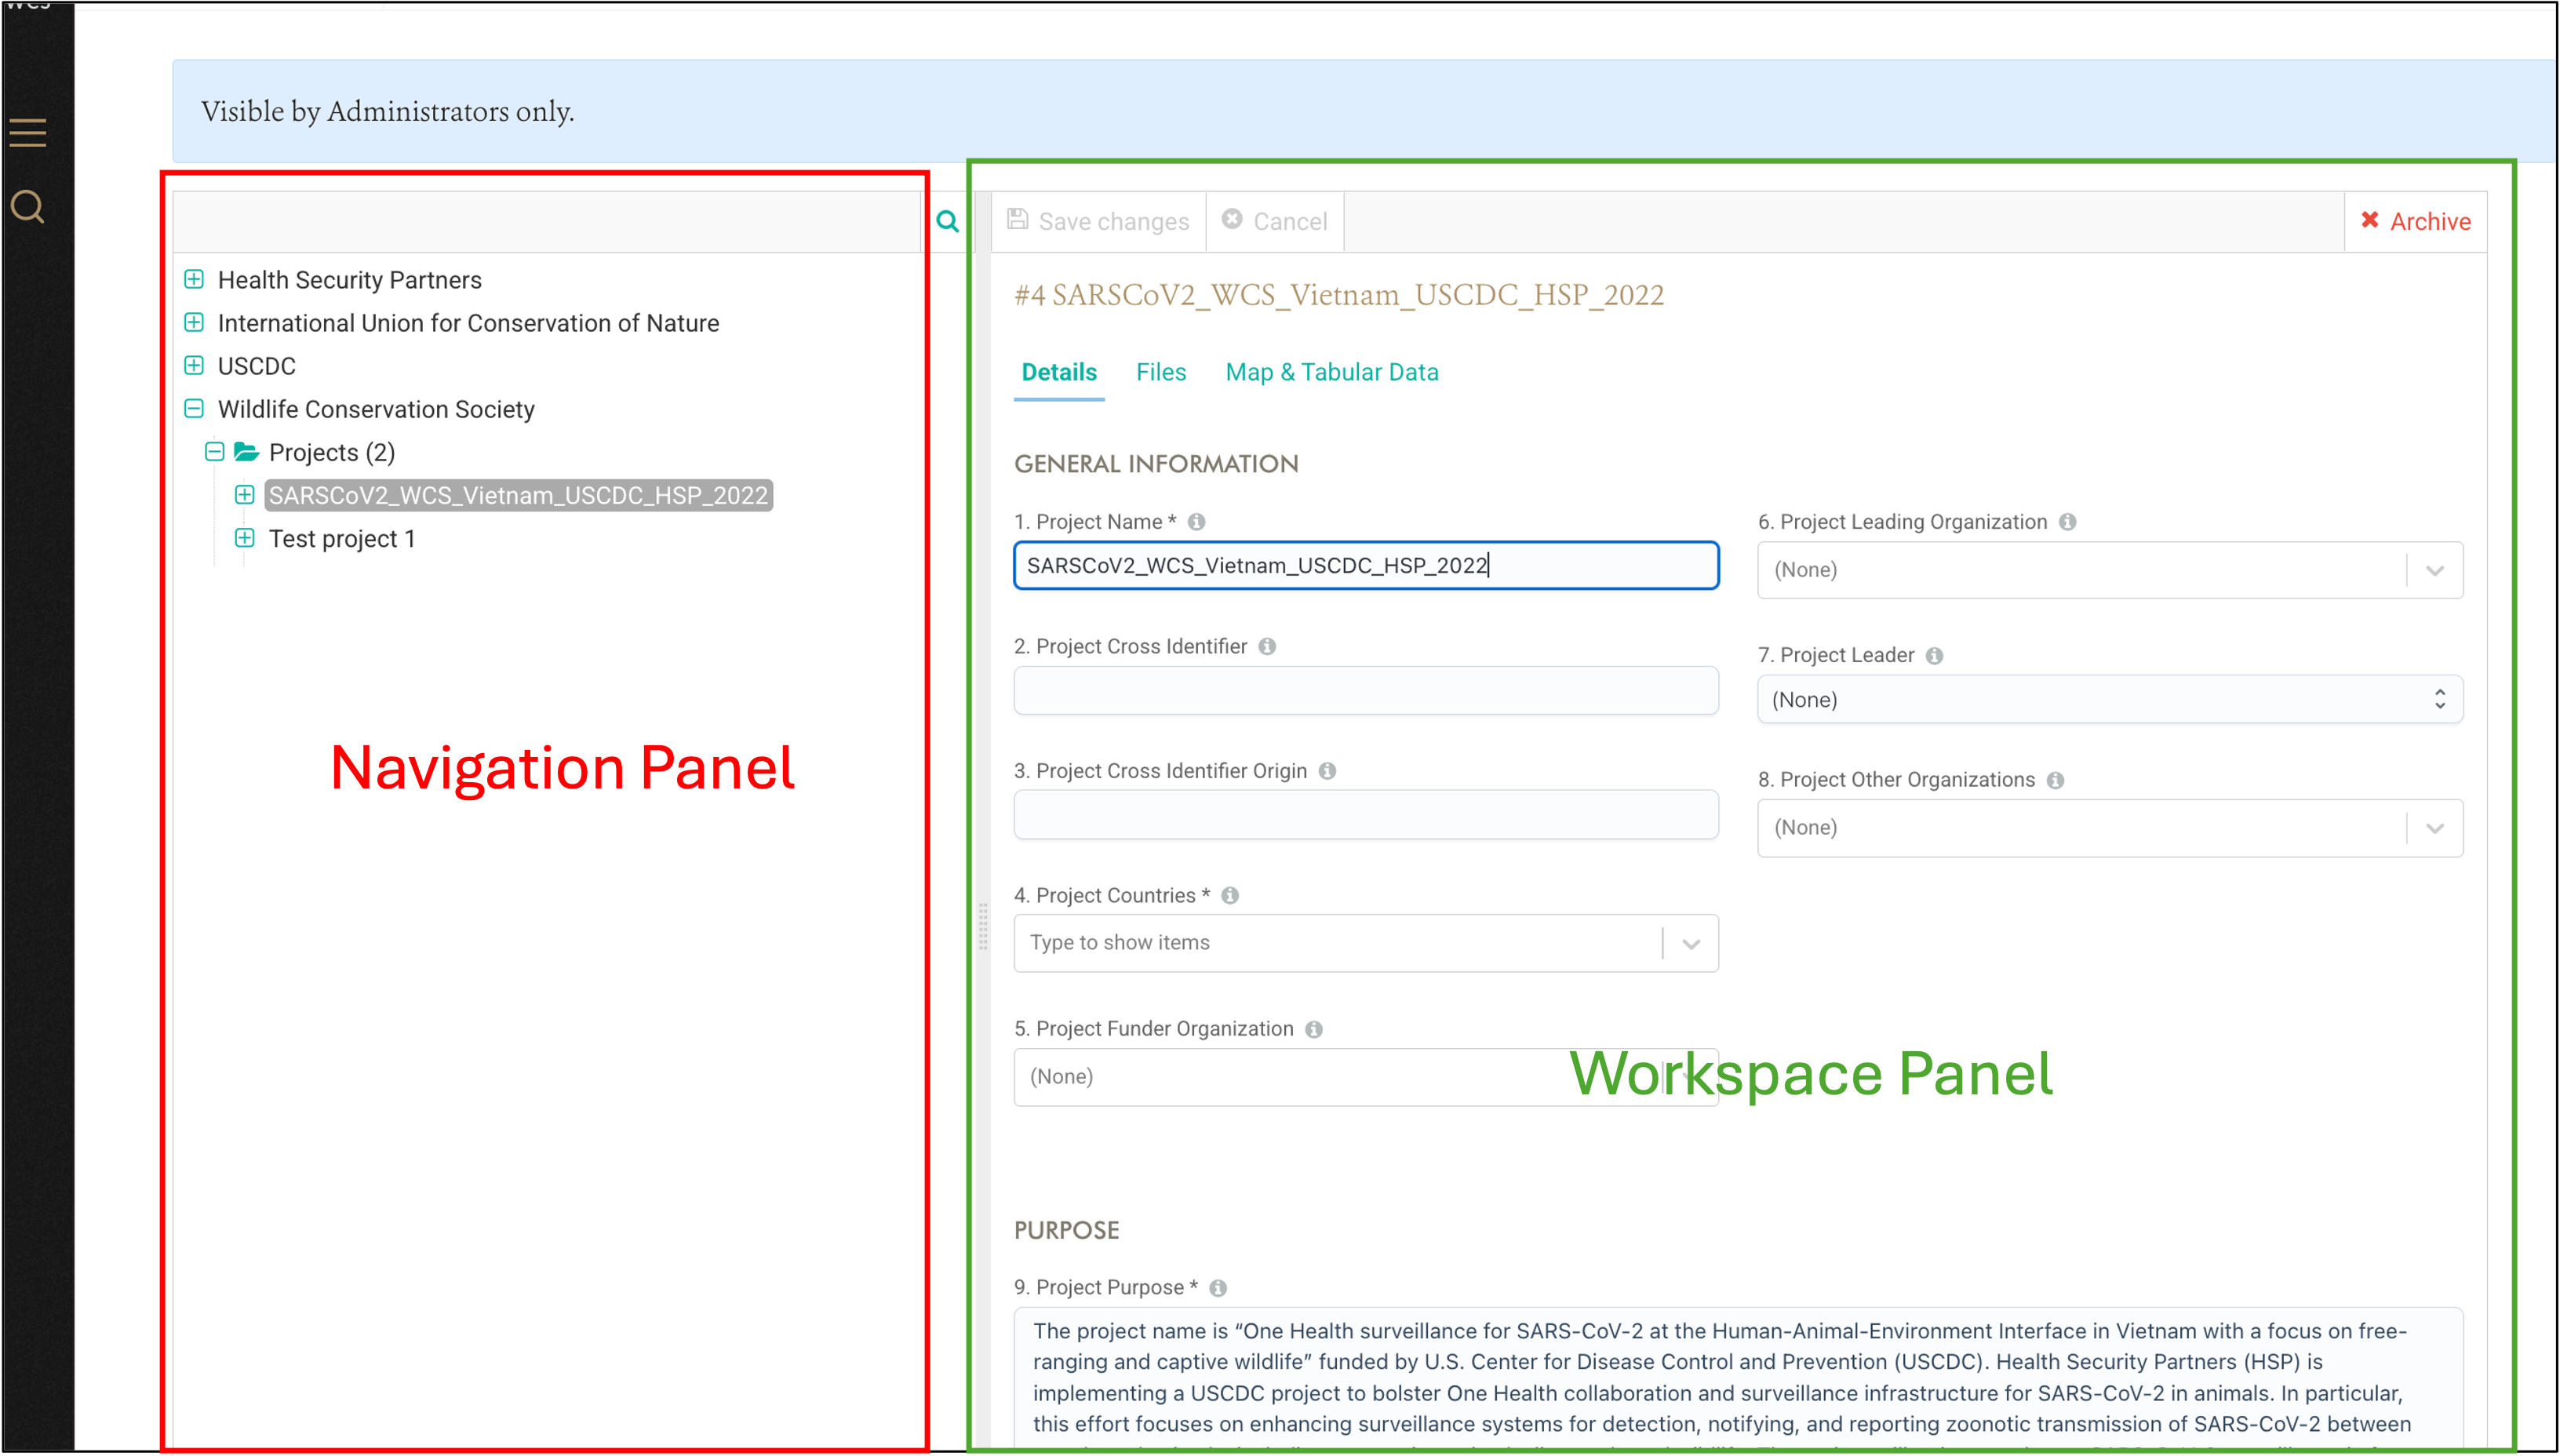 Visible by Administrators only.
Save changes
Cancel
Archive
Health Security Partners
International Union for Conservation of Nature
USCDC
Wildlife Conservation Society
Projects (2)
SARSCoV2_WCS_Vietnam_USCDC_HSP_2022
Test project 1
Navigation Panel
#4 SARSCoV2_WCS_Vietnam_USCDC_HSP_2022
Details Files Map & Tabular Data
GENERAL INFORMATION
1. Project Name *
SARSCoV2_WCS_Vietnam_USCDC_HSP_2022
2. Project Cross Identifier
3. Project Cross Identifier Origin
4. Project Countries *
Type to show items
5. Project Funder Organization
(None)
6. Project Leading Organization
(None)
7. Project Leader
(None)
8. Project Other Organizations
(None)
Workspace Panel
PURPOSE
9. Project Purpose *
The project name is “One Health surveillance for SARS-CoV-2 at the Human-Animal-Environment Interface in Vietnam with a focus on free-
ranging and captive wildlife” funded by U.S. Center for Disease Control and Prevention (USCDC). Health Security Partners (HSP) is
implementing a USCDC project to bolster One Health collaboration and surveillance infrastructure for SARS-CoV-2 in animals. In particular,
this effort focuses on enhancing surveillance systems for detection, notifying, and reporting zoonotic transmission of SARS-CoV-2 between